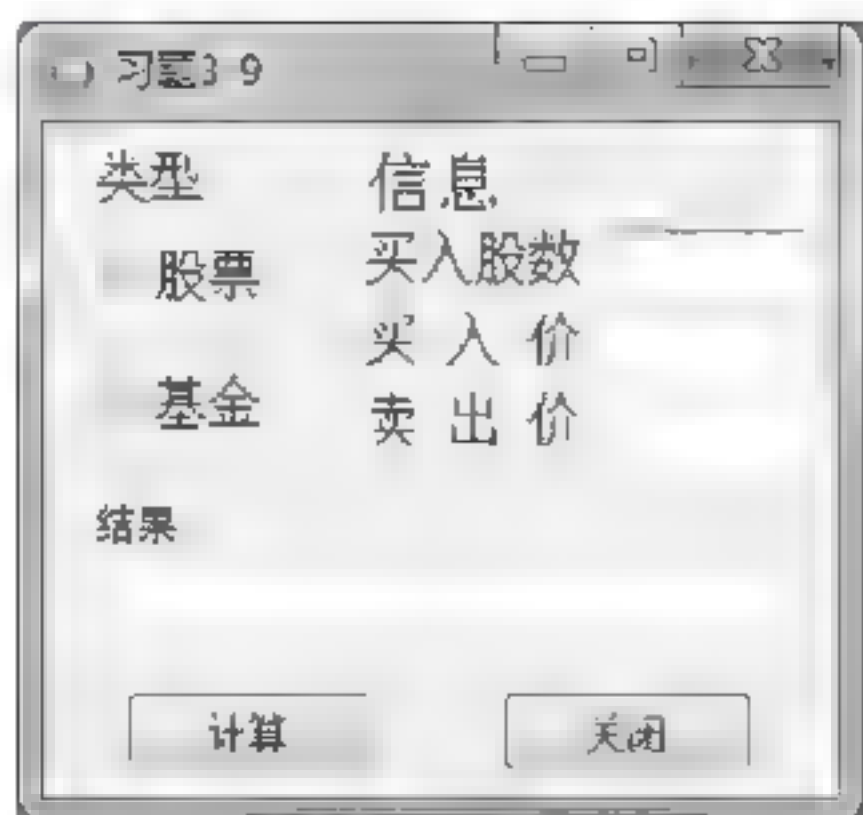 习题3-9
类型 信息
股票 买入股数
买入价
基金 卖出价
结果
计算 关闭